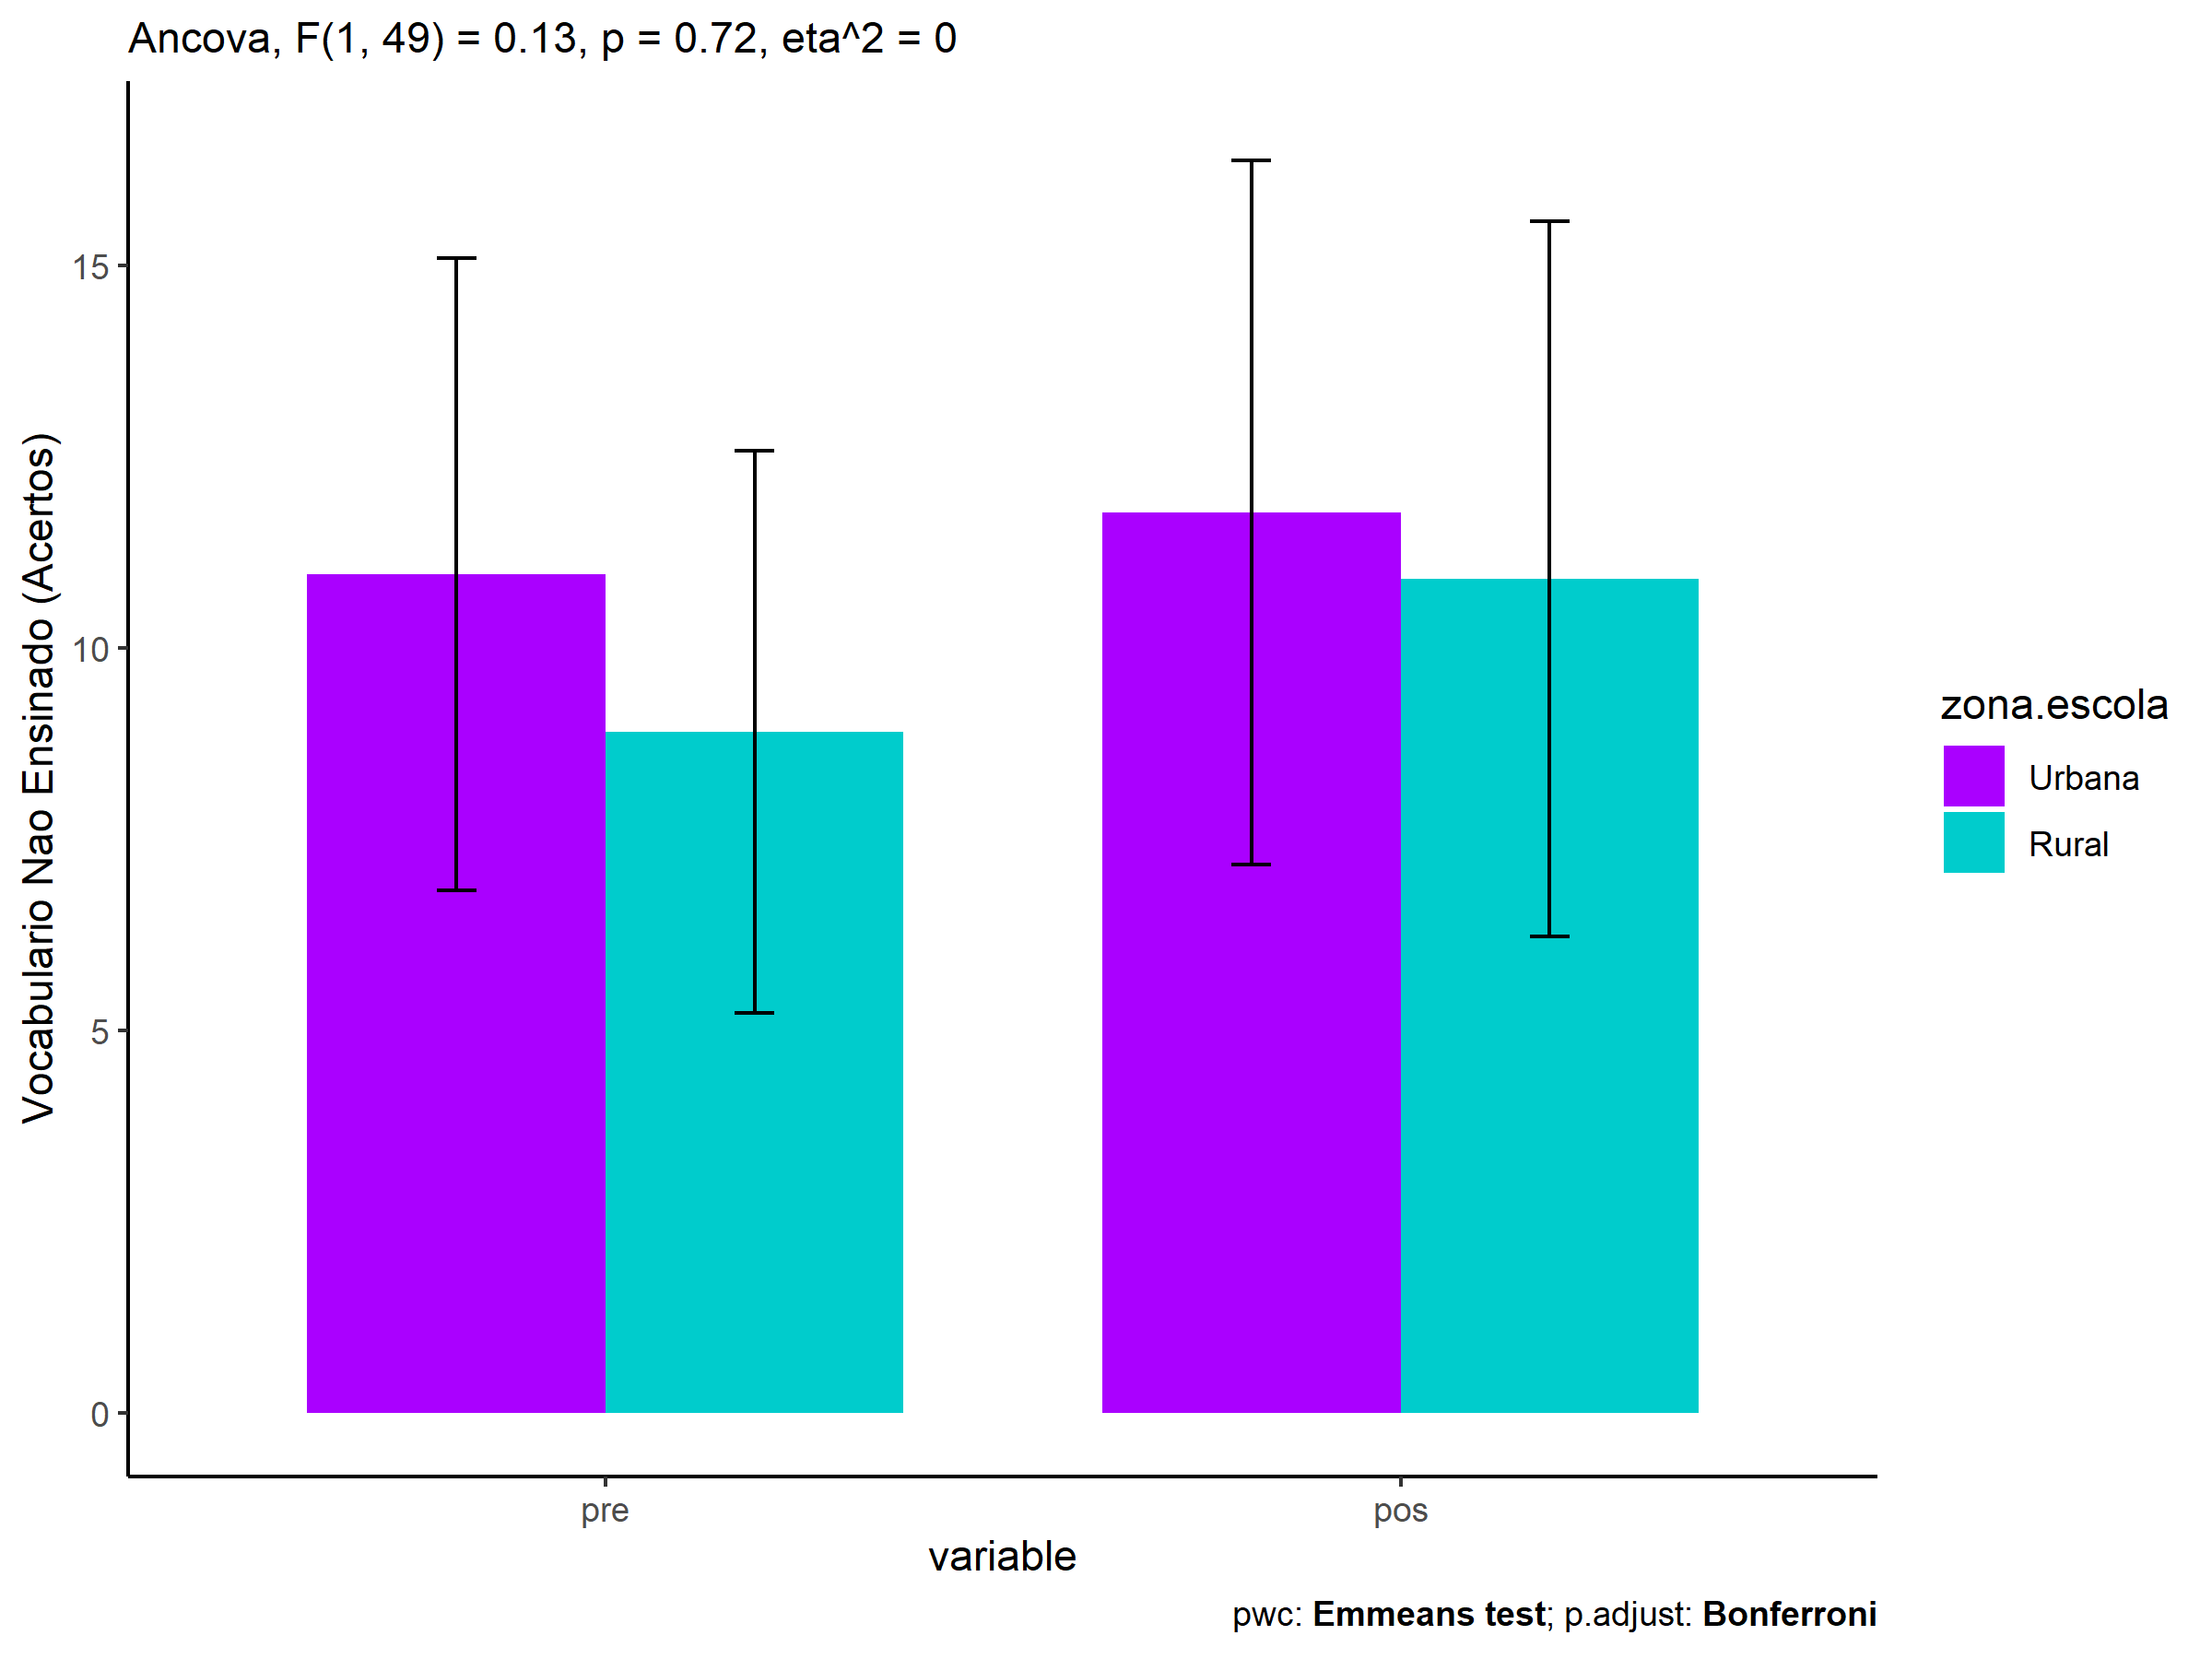 Ancova, F(1, 49) = 0.13, p = 0.72, eta^2 = 0
Vocabulario Nao Ensinado (Acertos)
15
10
5
0
pre
pos
variable
zona.escola
Urbana
Rural
pwc: Emmeans test; p.adjust: Bonferroni